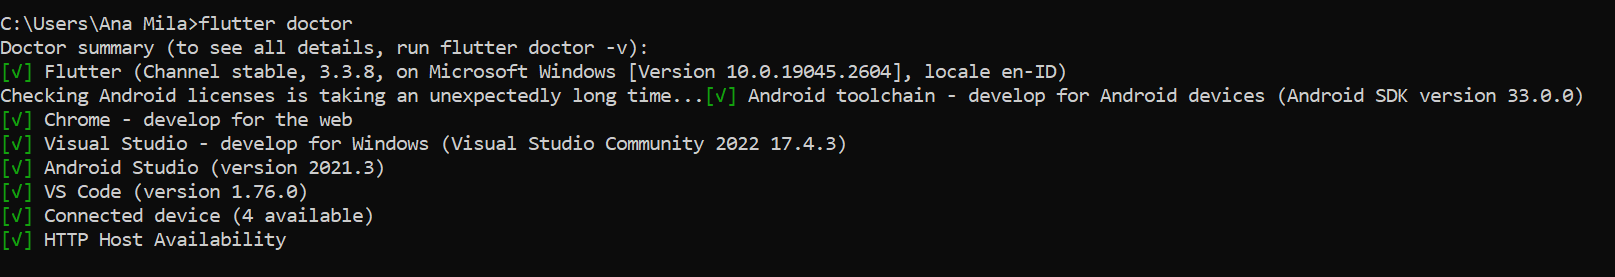 C:\Users\Ana Mila>flutter doctor
Doctor summary (to see all details, run flutter doctor -v):
[√] Flutter (Channel stable, 3.3.8, on Microsoft Windows [Version 10.0.19045.2604], locale en-ID)
Checking Android licenses is taking an unexpectedly long time...[√] Android toolchain - develop for Android devices (Android SDK version 33.0.0)
[√] Chrome - develop for the web
[√] Visual Studio - develop for Windows (Visual Studio Community 2022 17.4.3)
[√] Android Studio (version 2021.3)
[√] VS Code (version 1.76.0)
[√] Connected device (4 available)
[√] HTTP Host Availability